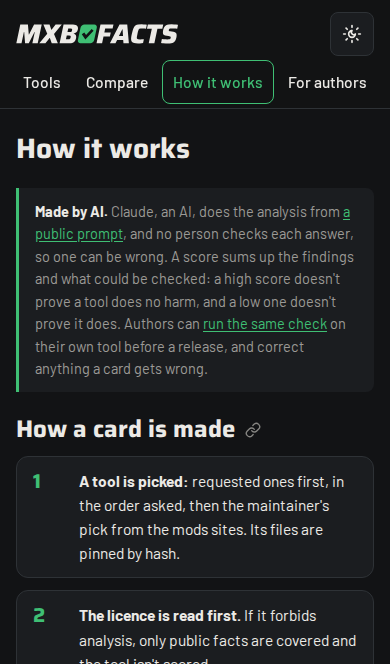 MXB FACTS
Tools Compare How it works For authors
How it works
Made by AI. Claude, an AI, does the analysis from a
public prompt, and no person checks each answer,
so one can be wrong. A score sums up the findings
and what could be checked: a high score doesn't
prove a tool does no harm, and a low one doesn't
prove it does. Authors can run the same check on
their own tool before a release, and correct
anything a card gets wrong.
How a card is made
1 A tool is picked: requested ones first, in
the order asked, then the maintainer's
pick from the mods sites. Its files are
pinned by hash.
2 The licence is read first. If it forbids
analysis, only public facts are covered and
the tool isn't scored.